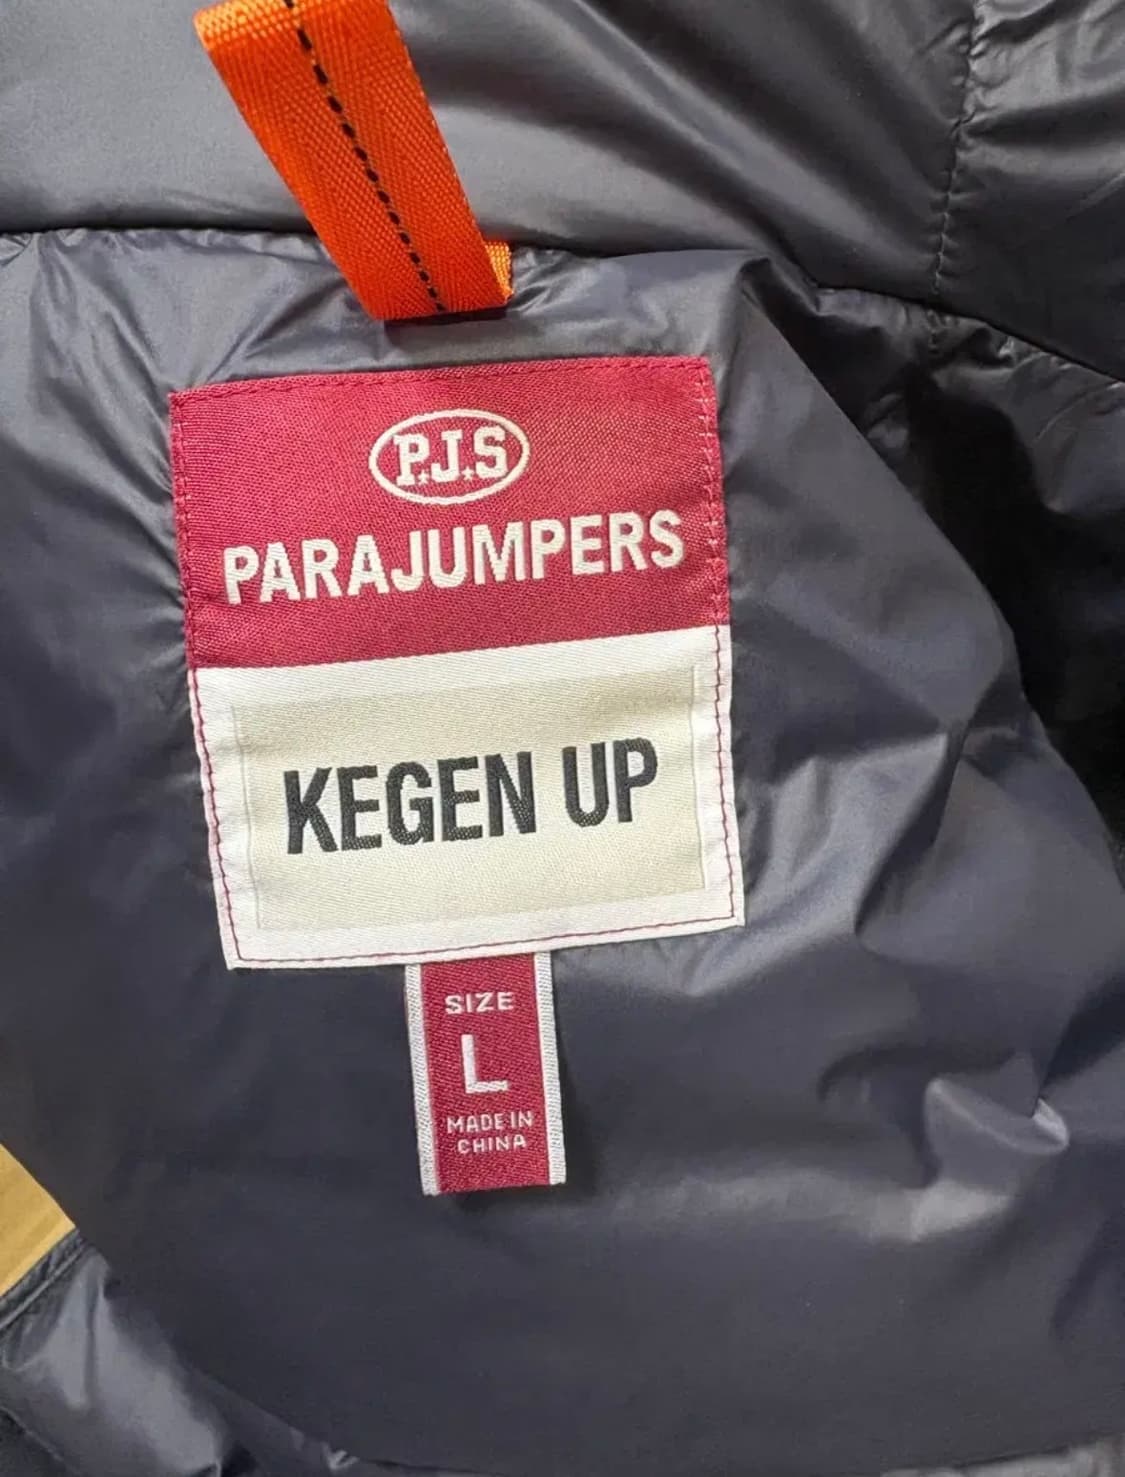 P.J.S
PARAJUMPERS
KEGEN UP
SIZE
L
MADE IN
CHINA